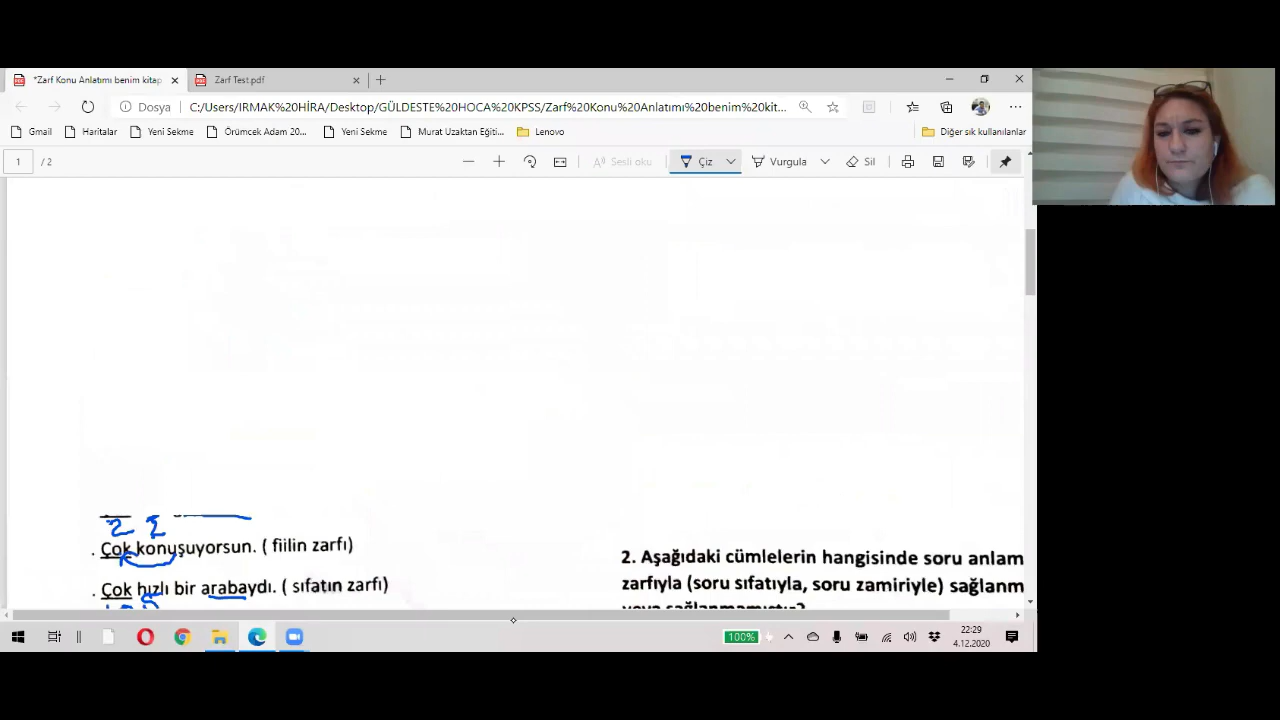 *Zarf Konu Anlatımı benim kitap
Zarf Test.pdf
Dosya
C:/Users/IRMAK%20HİRA/Desktop/GÜLDESTE%20HOCA%20KPSS/Zarf%20Konu%20Anlatımı%20benim%20kit...
Gmail
Haritalar
Yeni Sekme
Örümcek Adam 20...
Yeni Sekme
Murat Uzaktan Eğiti...
Lenovo
Diğer sık kullanılanlar
1 / 2
Sesli oku
Çiz
Vurgula
Sil
. Çok konuşuyorsun. ( fiilin zarfı)
. Çok hızlı bir arabaydı. ( sıfatın zarfı)
2. Aşağıdaki cümlelerin hangisinde soru anlam
zarfıyla (soru sıfatıyla, soru zamiriyle) sağlanm
veya sağlanmamıştır?
100%
22:29
4.12.2020